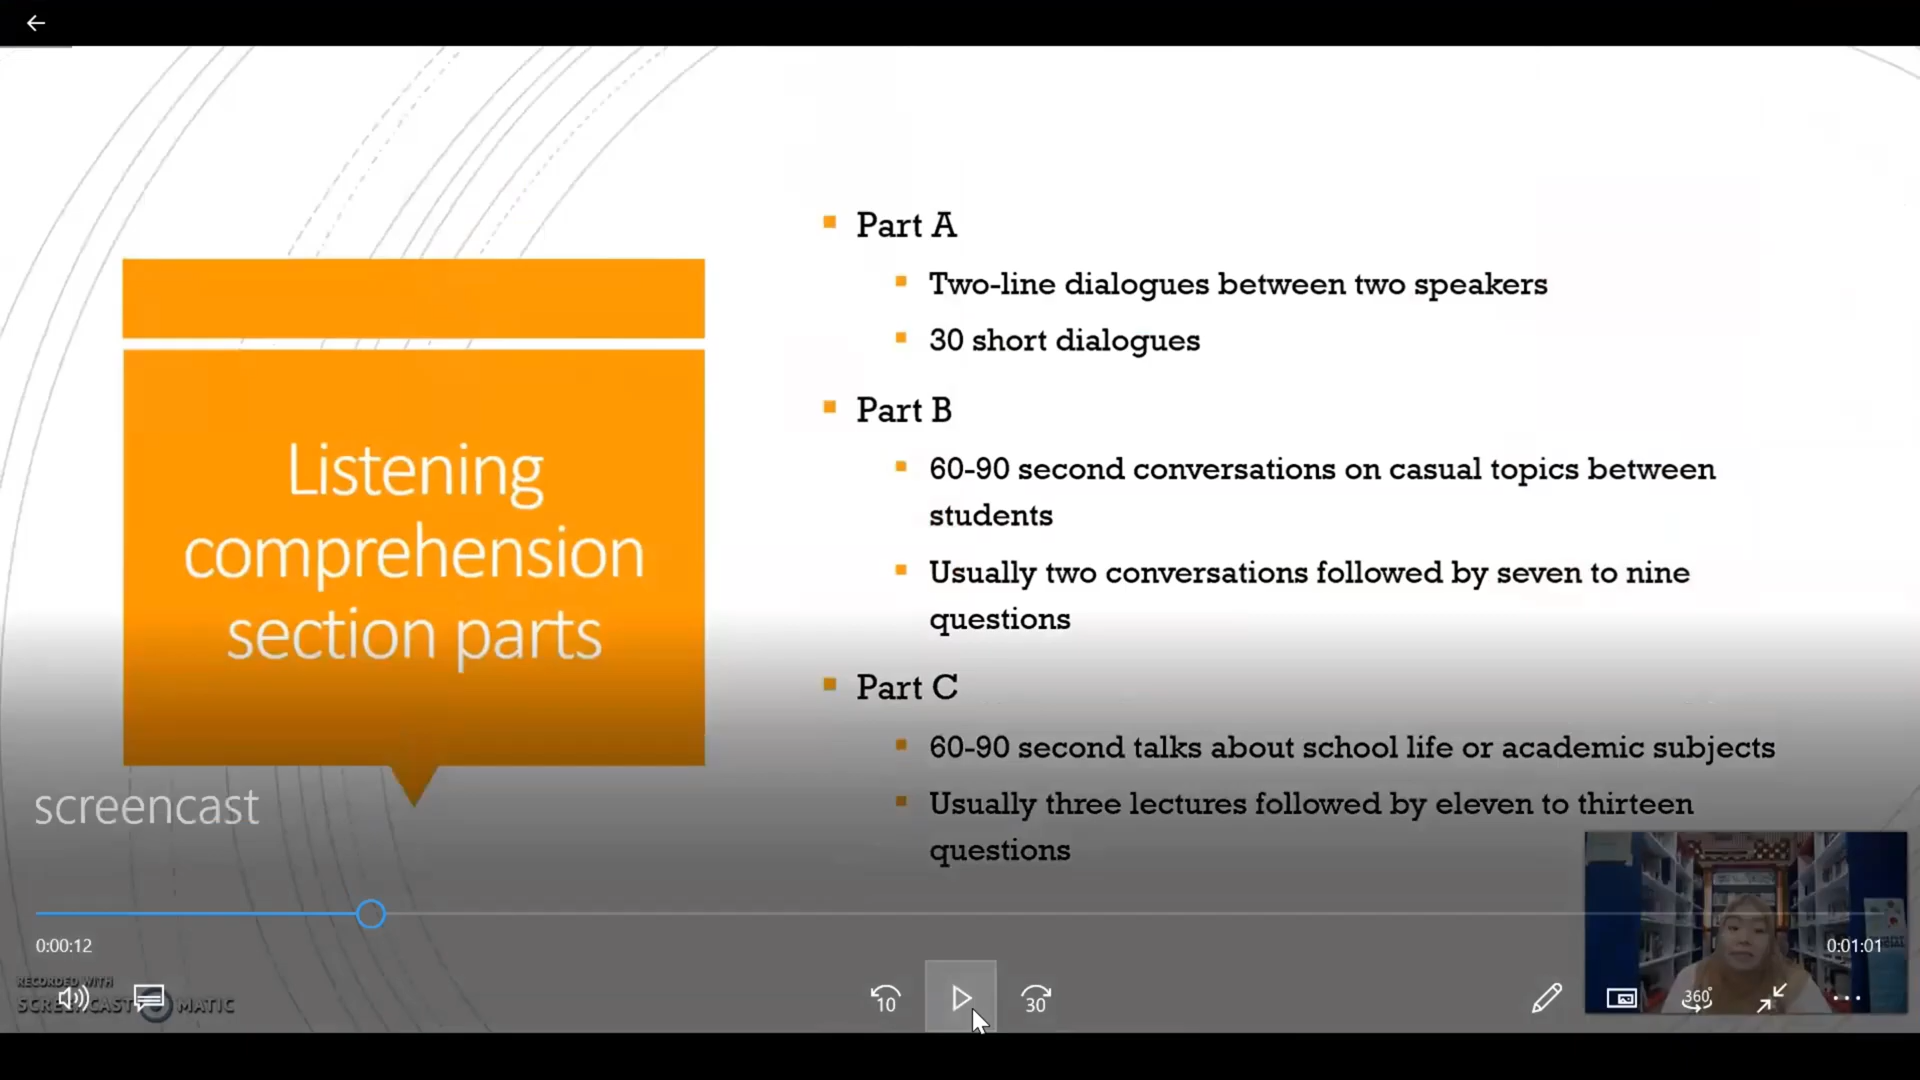 Listening
comprehension
section parts
Part A
Two-line dialogues between two speakers
30 short dialogues
Part B
60-90 second conversations on casual topics between
students
Usually two conversations followed by seven to nine
questions
Part C
60-90 second talks about school life or academic subjects
Usually three lectures followed by eleven to thirteen
questions
screencast
0:00:12
0:01:01
RECORDED WITH
MATIC
10
30
360°